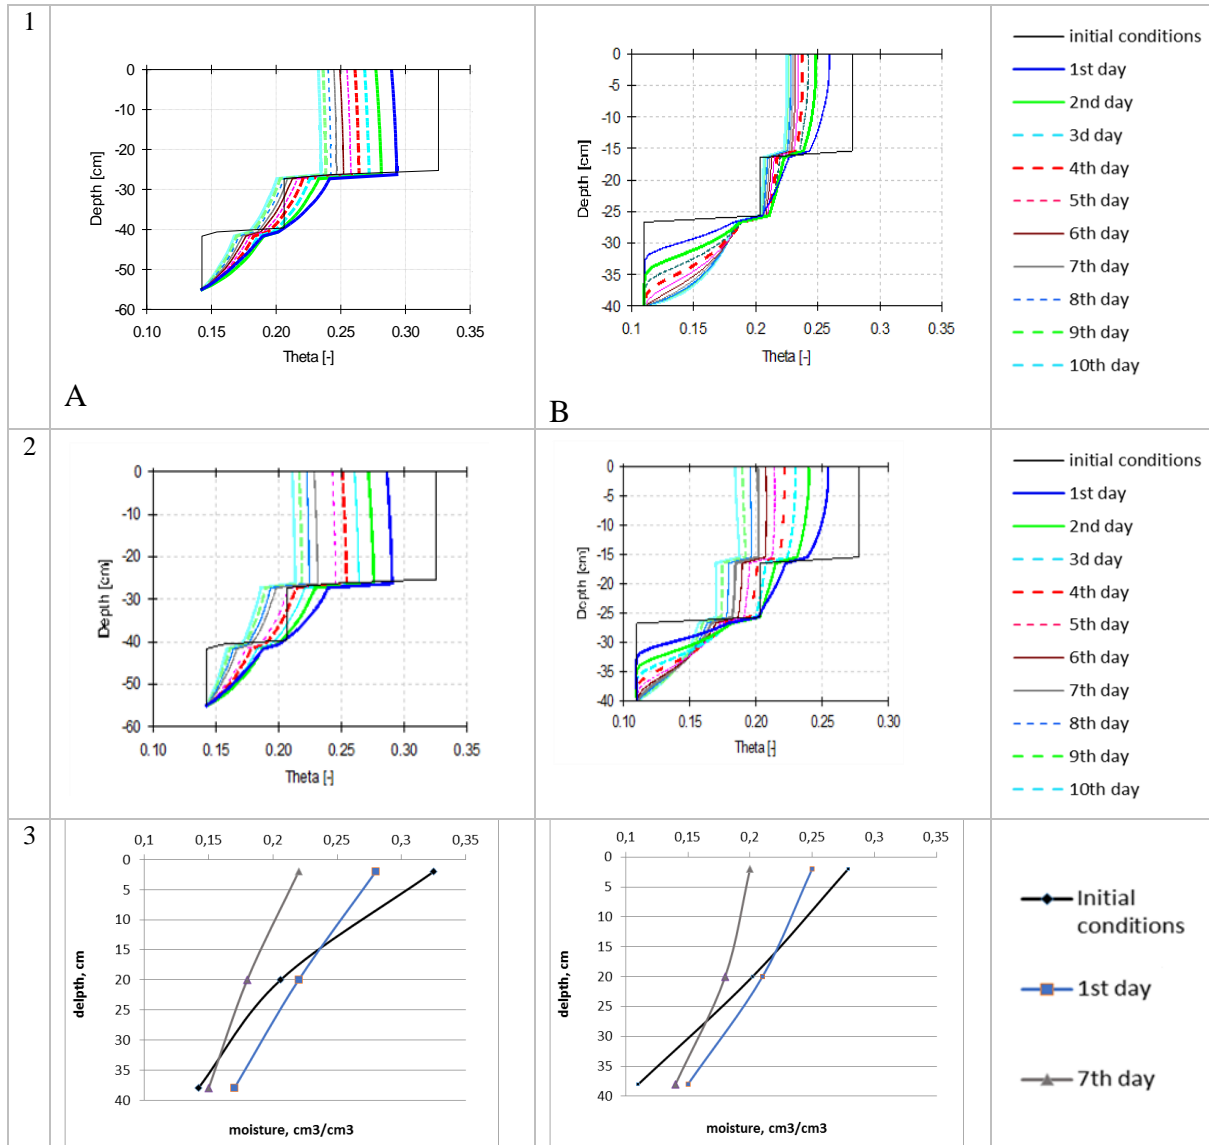 1
0
-10
-20
-30
-40
-50
-60
Depth [cm]
0.10 0.15 0.20 0.25 0.30 0.35
Theta [-]
A
0
-5
-10
-15
-20
-25
-30
-35
-40
Depth [cm]
0.1 0.15 0.2 0.25 0.3 0.35
Theta [-]
B
initial conditions
1st day
2nd day
3d day
4th day
5th day
6th day
7th day
8th day
9th day
10th day
2
0
-10
-20
-30
-40
-50
-60
Depth [cm]
0.10 0.15 0.20 0.25 0.30 0.35
Theta [-]
0
-5
-10
-15
-20
-25
-30
-35
-40
Depth [cm]
0.10 0.15 0.20 0.25 0.30
Theta [-]
initial conditions
1st day
2nd day
3d day
4th day
5th day
6th day
7th day
8th day
9th day
10th day
3
0,1 0,15 0,2 0,25 0,3 0,35
0
5
10
15
20
25
30
35
40
delpth, cm
moisture, cm3/cm3
0,1 0,15 0,2 0,25 0,3 0,35
0
5
10
15
20
25
30
35
40
delpth, cm
moisture, cm3/cm3
Initial
conditions
1st day
7th day